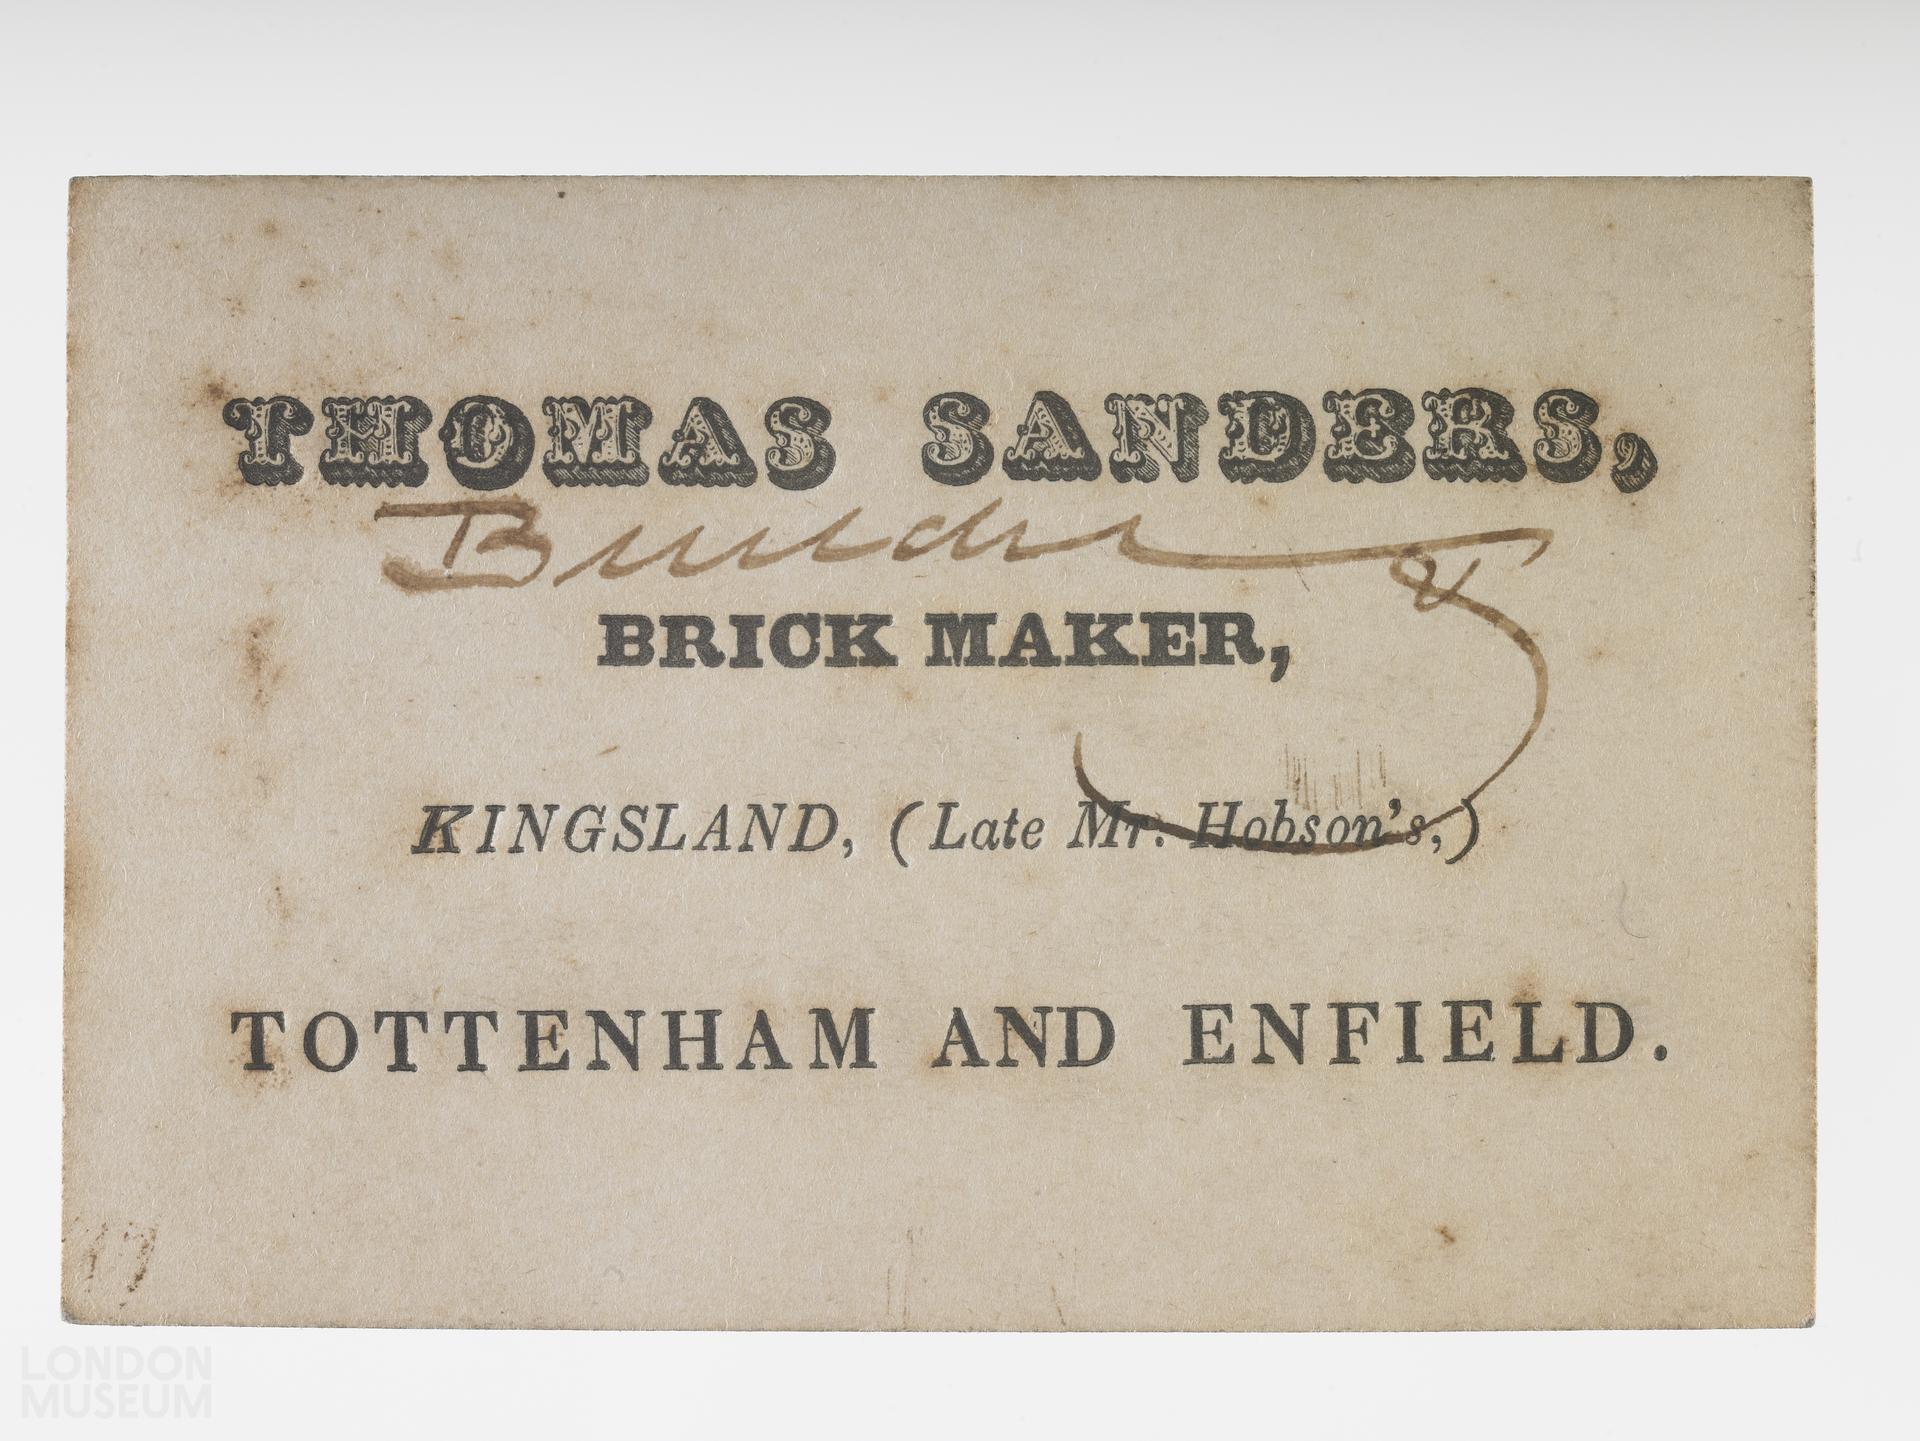 THOMAS SANDERS,
Builder &
BRICK MAKER,
KINGSLAND, (Late Mr. Hobson's,)
TOTTENHAM AND ENFIELD.
LONDON
MUSEUM